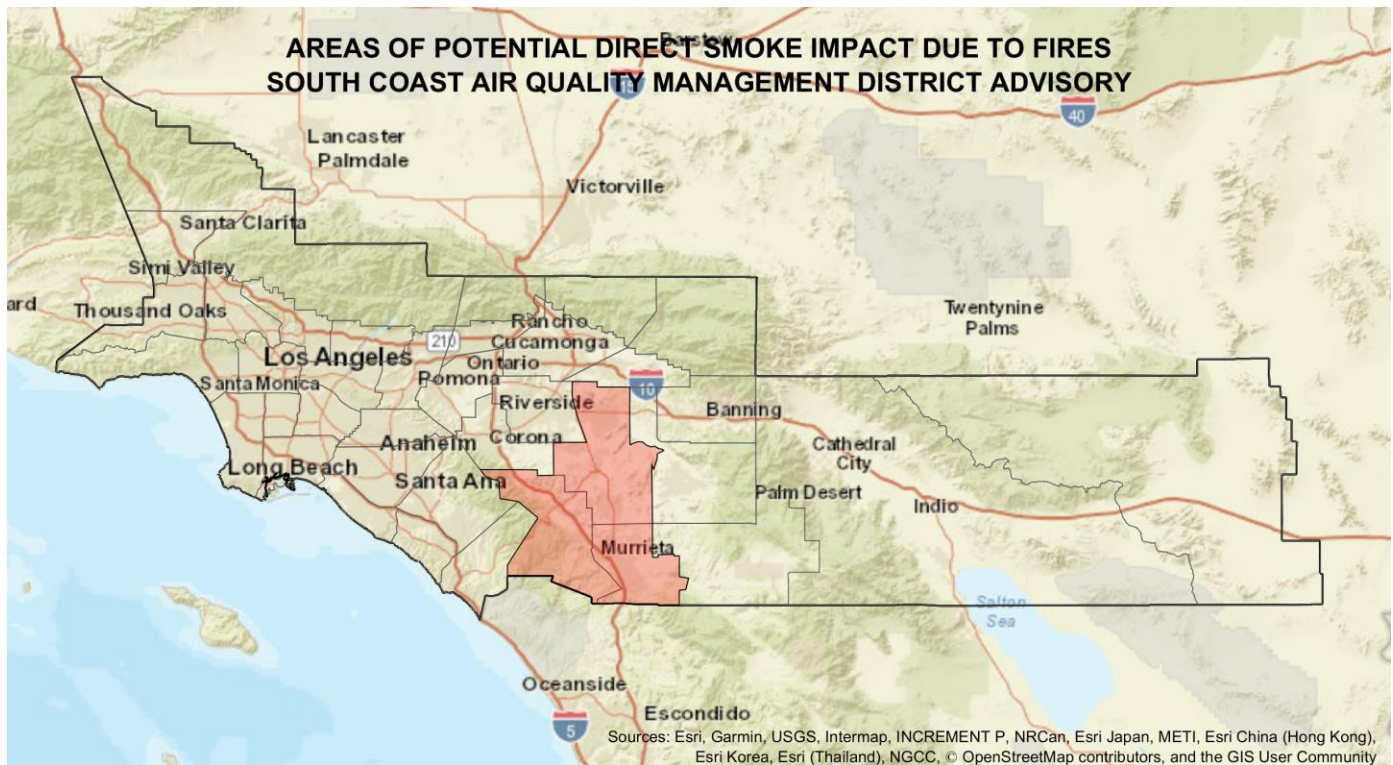 AREAS OF POTENTIAL DIRECT SMOKE IMPACT DUE TO FIRES
SOUTH COAST AIR QUALITY MANAGEMENT DISTRICT ADVISORY
Barstow
15
40
Lancaster
Palmdale
Victorville
Santa Clarita
Simi Valley
ard
Thousand Oaks
Twentynine
Palms
Rancho
Cucamonga
210
Los Angeles
Ontario
Pomona
Santa Monica
10
Riverside
Banning
Anaheim
Corona
Cathedral
City
Long Beach
Santa Ana
Palm Desert
Indio
Murrieta
Salton
Sea
Oceanside
Escondido
5
Sources: Esri, Garmin, USGS, Intermap, INCREMENT P, NRCan, Esri Japan, METI, Esri China (Hong Kong),
Esri Korea, Esri (Thailand), NGCC, © OpenStreetMap contributors, and the GIS User Community